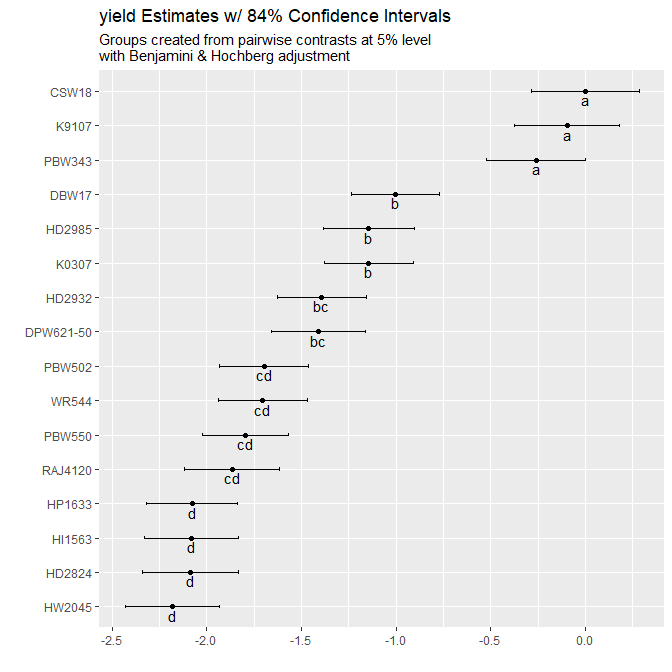 yield Estimates w/ 84% Confidence Intervals
Groups created from pairwise contrasts at 5% level
with Benjamini & Hochberg adjustment
CSW18
a
K9107
a
PBW343
a
DBW17
b
HD2985
b
K0307
b
HD2932
bc
DPW621-50
bc
PBW502
cd
WR544
cd
PBW550
cd
RAJ4120
cd
HP1633
d
HI1563
d
HD2824
d
HW2045
d
-2.5 -2.0 -1.5 -1.0 -0.5 0.0